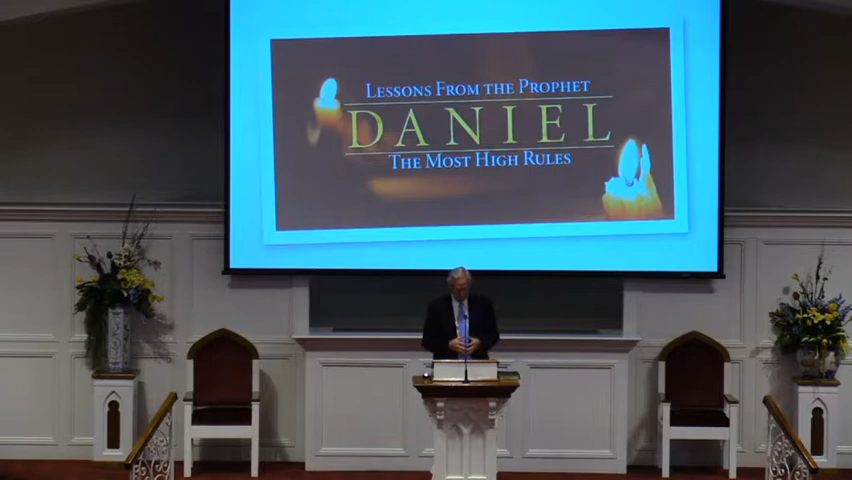 Lessons From the Prophet
DANIEL
The Most High Rules